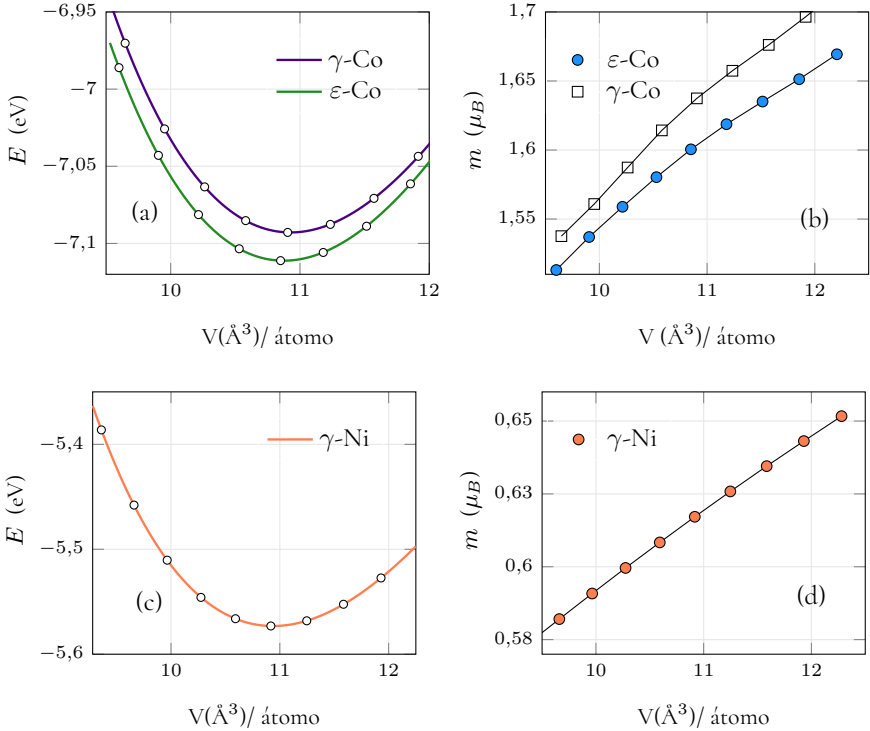 −6,95
−7
−7,05
−7,1
E (eV)
γ-Co
ε-Co
(a)
10
11
12
V(Å³)/ átomo
1,7
1,65
1,6
1,55
m (μ_B)
ε-Co
γ-Co
(b)
10
11
12
V (Å³)/ átomo
−5,4
−5,5
−5,6
E (eV)
γ-Ni
(c)
10
11
12
V(Å³)/ átomo
0,65
0,63
0,6
0,58
m (μ_B)
γ-Ni
(d)
10
11
12
V(Å³)/ átomo